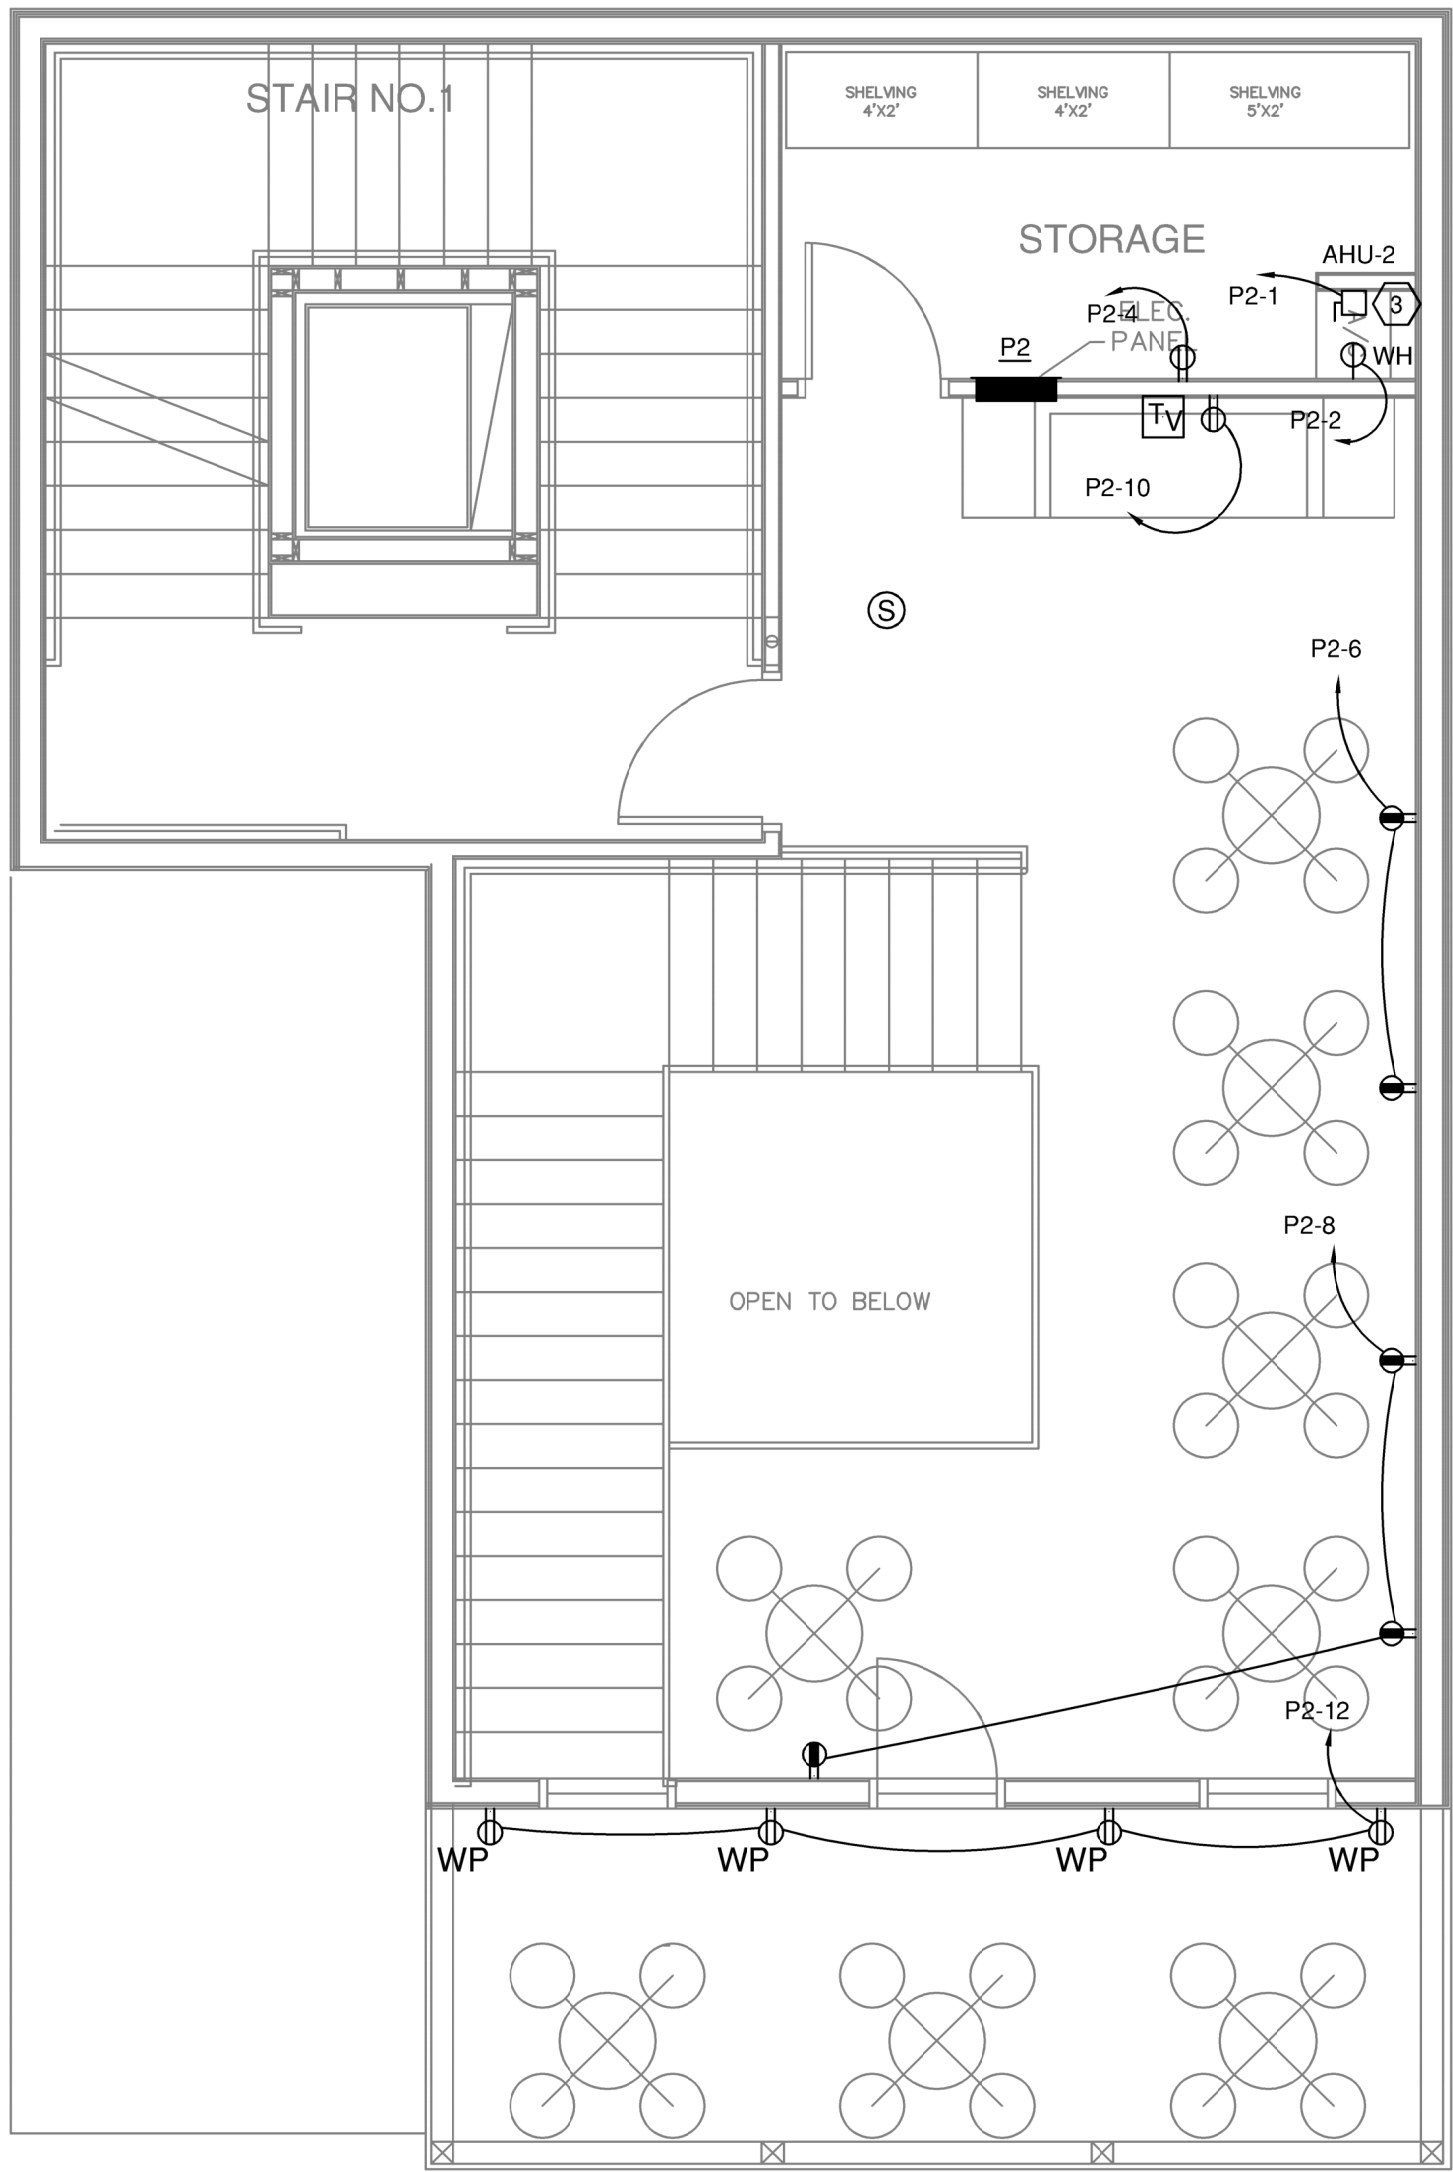 STAIR NO.1
SHELVING
4'X2'
SHELVING
4'X2'
SHELVING
5'X2'
STORAGE
AHU-2
P2-1
3
P2-4
ELEC.
PANEL
P2
WH
TV
P2-2
P2-10
S
P2-6
P2-8
OPEN TO BELOW
P2-12
WP
WP
WP
WP